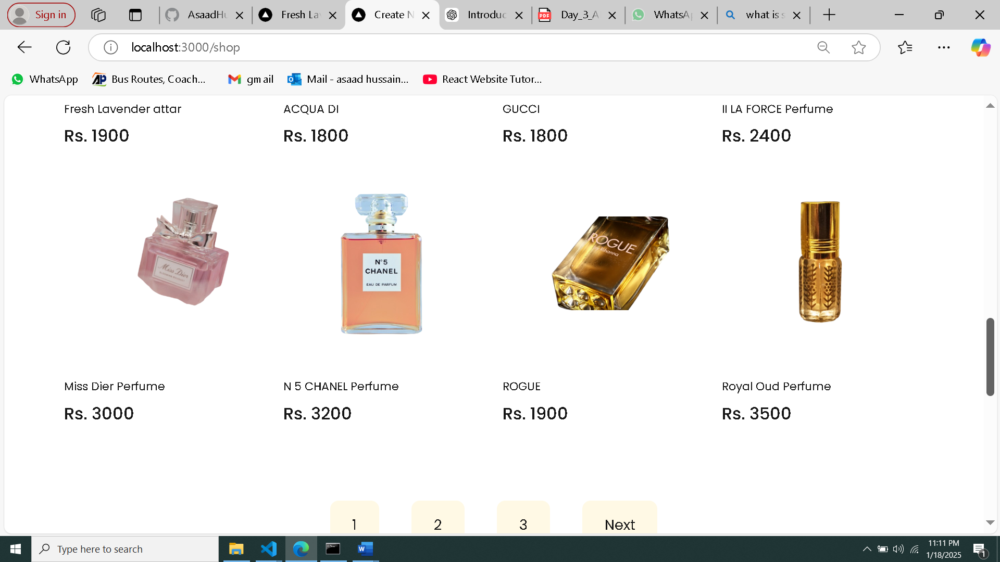 Sign in
AsaadHu
Fresh La
Create N
Introduc
Day_3_A
WhatsAp
what is s
localhost:3000/shop
WhatsApp
Bus Routes, Coach...
gmail
Mail - asaad hussain...
React Website Tutor...
Fresh Lavender attar
ACQUA DI
GUCCI
II LA FORCE Perfume
Rs. 1900
Rs. 1800
Rs. 1800
Rs. 2400
Miss Dior
N°5
CHANEL
EAU DE PARFUM
ROGUE
by Rihanna
Miss Dier Perfume
N 5 CHANEL Perfume
ROGUE
Royal Oud Perfume
Rs. 3000
Rs. 3200
Rs. 1900
Rs. 3500
1
2
3
Next
Type here to search
11:11 PM
1/18/2025
1